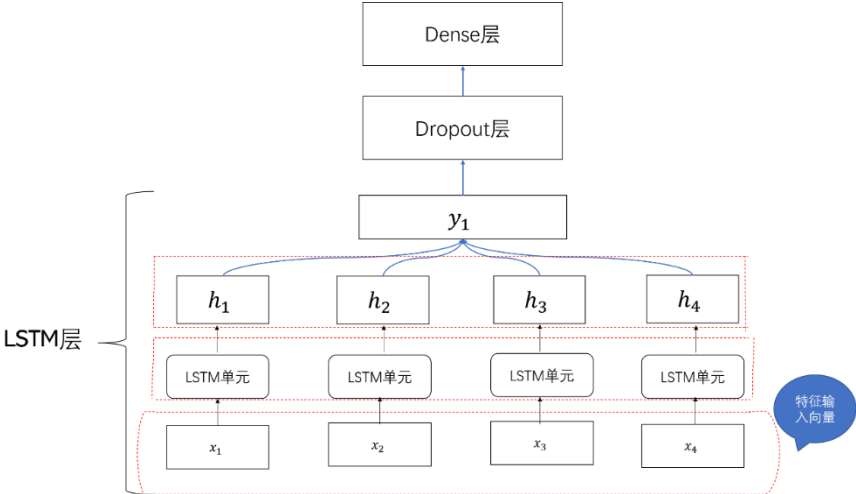 Dense层
Dropout层
y₁
h₁ h₂ h₃ h₄
LSTM层
LSTM单元 LSTM单元 LSTM单元 LSTM单元
特征输
入向量
x₁ x₂ x₃ x₄